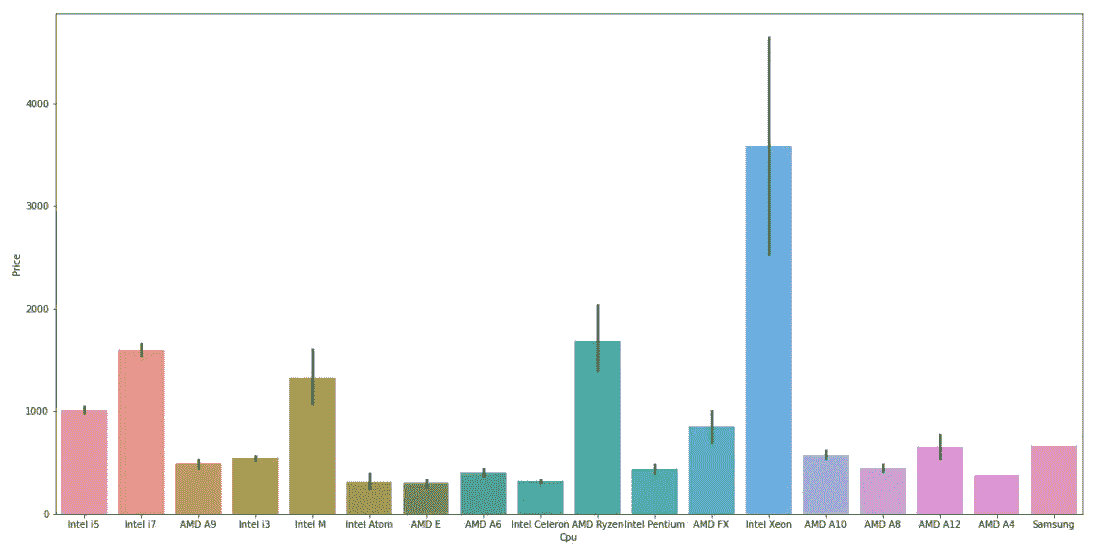 4000
3000
2000
1000
0
Price
Intel i5 Intel i7 AMD A9 Intel i3 Intel M Intel Atom AMD E AMD A6 Intel Celeron AMD Ryzen Intel Pentium AMD FX Intel Xeon AMD A10 AMD A8 AMD A12 AMD A4 Samsung
Cpu